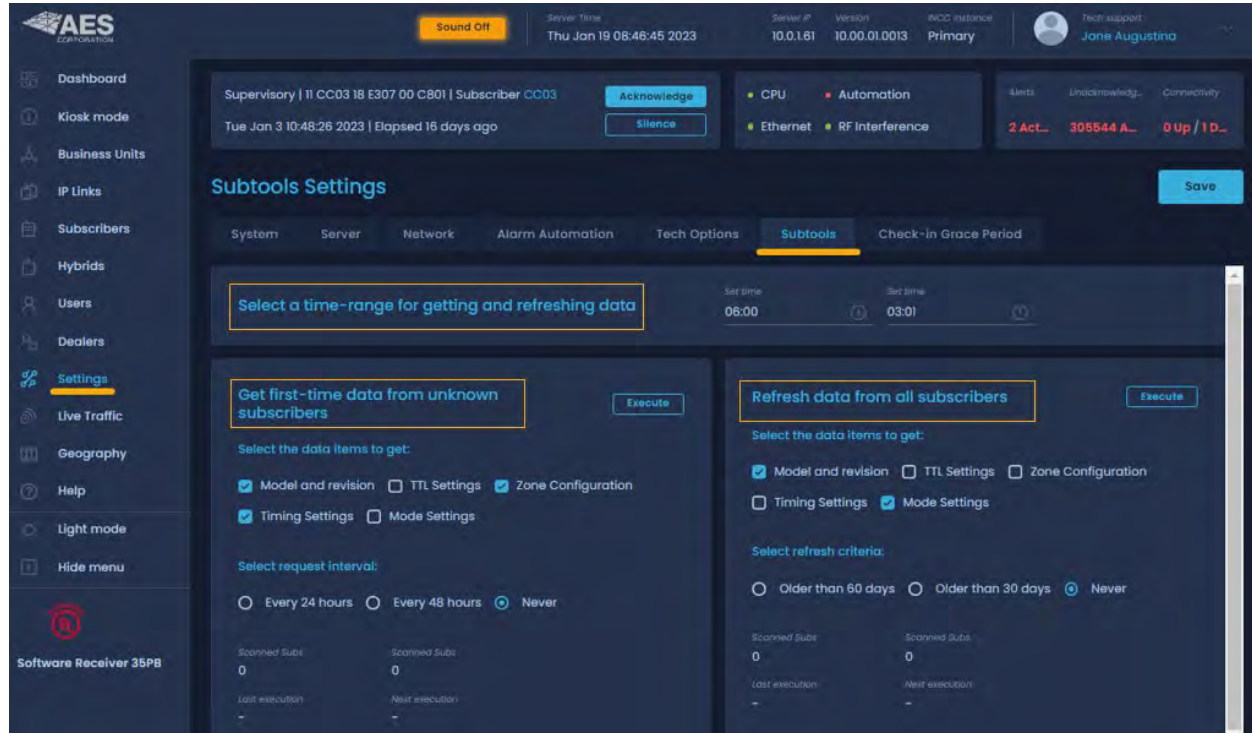 AES
CORPORATION
Sound Off
Server Time
Thu Jan 19 08:46:45 2023
Server IP
10.0.1.61
Version
10.00.01.0013
NCC instance
Primary
Tech support
Jane Augustina
Dashboard
Kiosk mode
Business Units
IP Links
Subscribers
Hybrids
Users
Dealers
Settings
Live Traffic
Geography
Help
Light mode
Hide menu
Software Receiver 35PB
Supervisory | 11 CC03 18 E307 00 C801 | Subscriber CC03
Acknowledge
Tue Jan 3 10:48:26 2023 | Elapsed 16 days ago
Silence
CPU
Automation
Ethernet
RF Interference
Alerts
Unacknowledg...
Connectivity
2 Act...
305544 A...
0 Up / 1 D...
Subtools Settings
Save
System
Server
Network
Alarm Automation
Tech Options
Subtools
Check-in Grace Period
Select a time-range for getting and refreshing data
Set time
06:00
Set time
03:01
Get first-time data from unknown
subscribers
Execute
Select the data items to get:
Model and revision
TTL Settings
Zone Configuration
Timing Settings
Mode Settings
Select request interval:
Every 24 hours
Every 48 hours
Never
Scanned Subs
Scanned Subs
0
0
Last execution
Next execution
-
-
Refresh data from all subscribers
Execute
Select the data items to get:
Model and revision
TTL Settings
Zone Configuration
Timing Settings
Mode Settings
Select refresh criteria:
Older than 60 days
Older than 30 days
Never
Scanned Subs
Scanned Subs
0
0
Last execution
Next execution
-
-